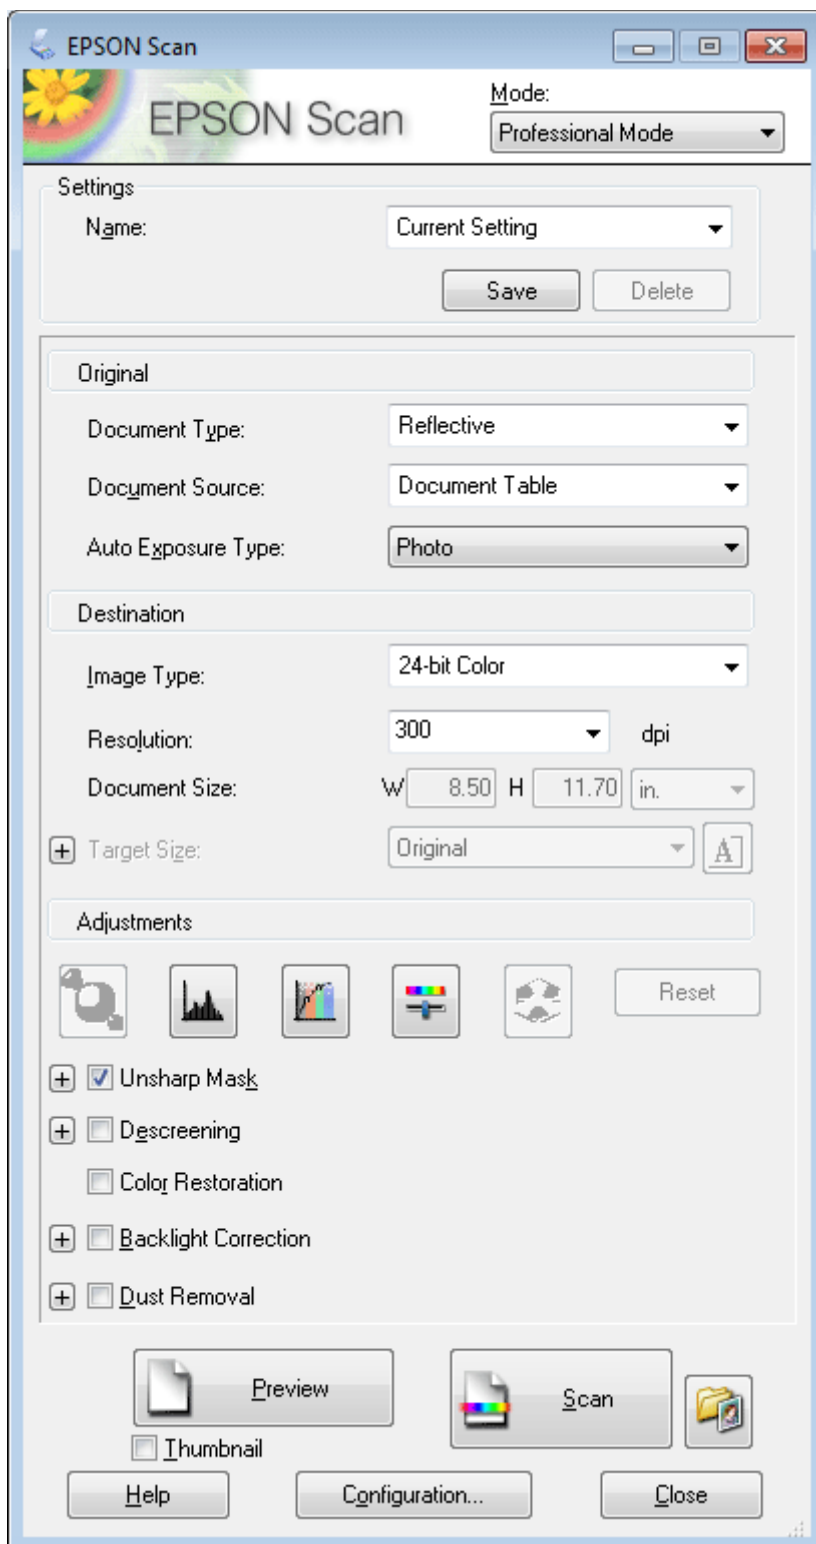 EPSON Scan
EPSON Scan
Mode:
Professional Mode
Settings
Name:
Current Setting
Save
Delete
Original
Document Type:
Reflective
Document Source:
Document Table
Auto Exposure Type:
Photo
Destination
Image Type:
24-bit Color
Resolution:
300
dpi
Document Size:
W 8.50 H 11.70 in.
Target Size:
Original
A
Adjustments
Reset
Unsharp Mask
Descreening
Color Restoration
Backlight Correction
Dust Removal
Preview
Scan
Thumbnail
Help
Configuration...
Close